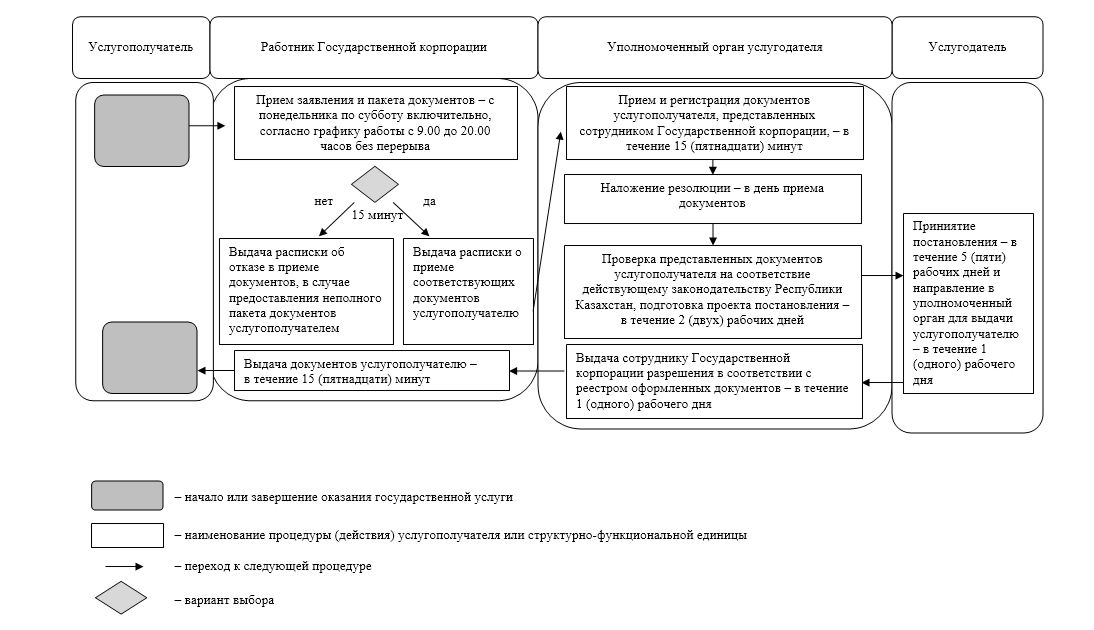 Услугополучатель
Работник Государственной корпорации
Уполномоченный орган услугодателя
Услугодатель
Прием заявления и пакета документов – с
понедельника по субботу включительно,
согласно графику работы с 9.00 до 20.00
часов без перерыва
нет
да
15 минут
Выдача расписки об
отказе в приеме
документов, в случае
предоставления неполного
пакета документов
услугополучателем
Выдача расписки о
приеме
соответствующих
документов
услугополучателю
Выдача документов услугополучателю –
в течение 15 (пятнадцати) минут
Прием и регистрация документов
услугополучателя, представленных
сотрудником Государственной корпорации, – в
течение 15 (пятнадцати) минут
Наложение резолюции – в день приема
документов
Проверка представленных документов
услугополучателя на соответствие
действующему законодательству Республики
Казахстан, подготовка проекта постановления –
в течение 2 (двух) рабочих дней
Выдача сотруднику Государственной
корпорации разрешения в соответствии с
реестром оформленных документов – в течение
1 (одного) рабочего дня
Принятие
постановления – в
течение 5 (пяти)
рабочих дней и
направление в
уполномоченный
орган для выдачи
услугополучателю
– в течение 1
(одного) рабочего
дня
– начало или завершение оказания государственной услуги
– наименование процедуры (действия) услугополучателя или структурно-функциональной единицы
– переход к следующей процедуре
– вариант выбора